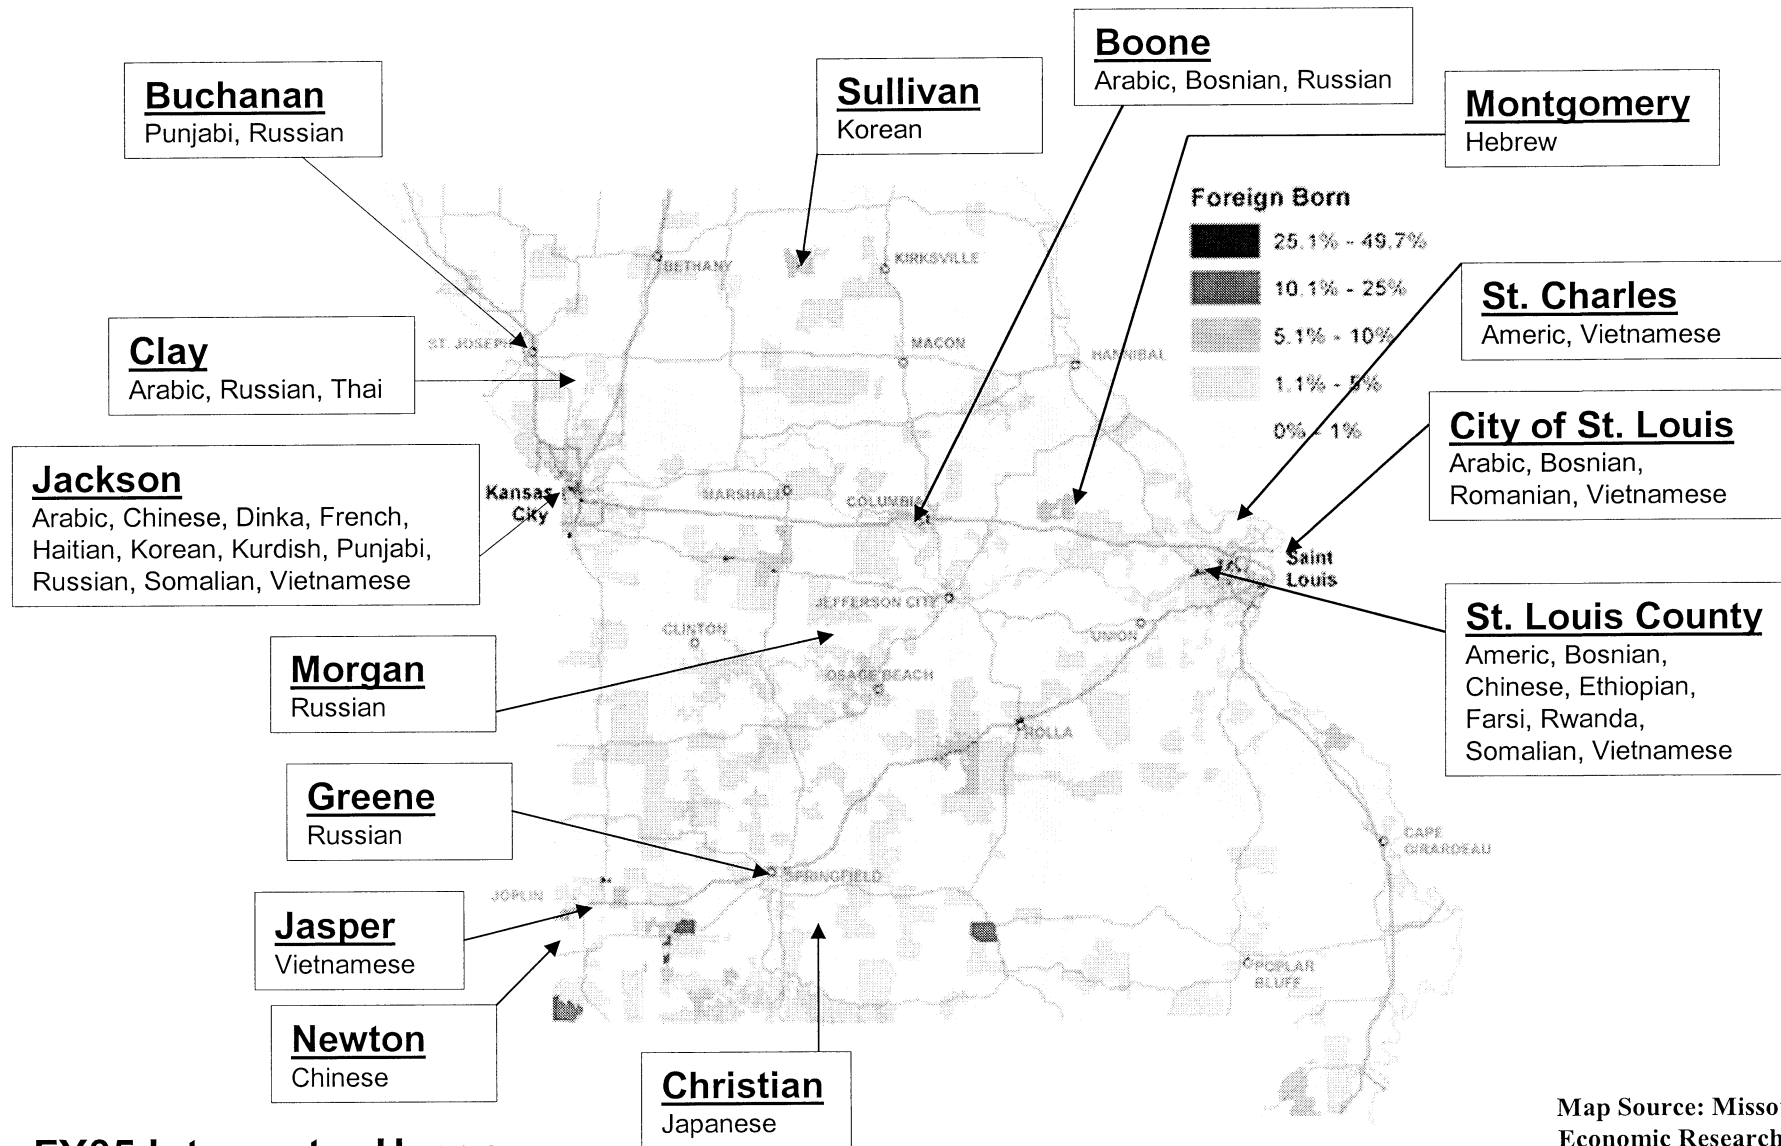 Boone
Arabic, Bosnian, Russian
Buchanan
Punjabi, Russian
Sullivan
Korean
Montgomery
Hebrew
Foreign Born
25.1% - 49.7%
10.1% - 25%
5.1% - 10%
1.1% - 5%
0% - 1%
St. Charles
Americ, Vietnamese
Clay
Arabic, Russian, Thai
City of St. Louis
Arabic, Bosnian,
Romanian, Vietnamese
Jackson
Arabic, Chinese, Dinka, French,
Haitian, Korean, Kurdish, Punjabi,
Russian, Somalian, Vietnamese
St. Louis County
Americ, Bosnian,
Chinese, Ethiopian,
Farsi, Rwanda,
Somalian, Vietnamese
Morgan
Russian
Greene
Russian
Jasper
Vietnamese
Newton
Chinese
Christian
Japanese
BETHANY
KIRKSVILLE
ST. JOSEPH
MACON
HANNIBAL
Kansas
City
MARSHALL
COLUMBIA
Saint
Louis
JEFFERSON CITY
CLINTON
UNION
OSAGE BEACH
ROLLA
CAPE
GIRARDEAU
SPRINGFIELD
JOPLIN
POPLAR
BLUFF
Map Source: Misso
Economic Research